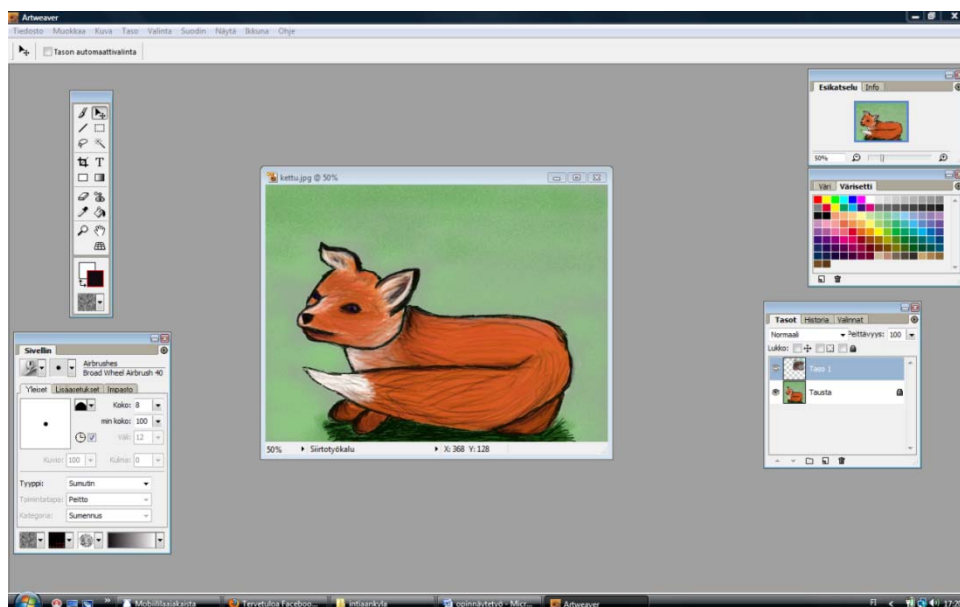 Artweaver
Tiedosto Muokkaa Kuva Taso Valinta Suodin Näytä Ikkuna Ohje
Tason automaattivalinta
Esikatselu Info
50%
Väri Värisetti
kettu.jpg @ 50%
50% Siirtotyökalu X: 368 Y: 128
Tasot Historia Valinnat
Normaali Peittävyys: 100
Lukko:
Taso 1
Tausta
Sivellin
Airbrushes
Broad Wheel Airbrush 40
Yleiset Lisäasetukset Impasto
Koko: 8
min koko: 100
Väli: 12
Kuvio: 100 Kulma: 0
Tyyppi: Sumutin
Toimintatapa: Peitto
Kategoria: Sumennus
Mobiililaajakaista Tervetuloa Faceboo... intiaankyla opinnäytetyö - Micr... Artweaver FI